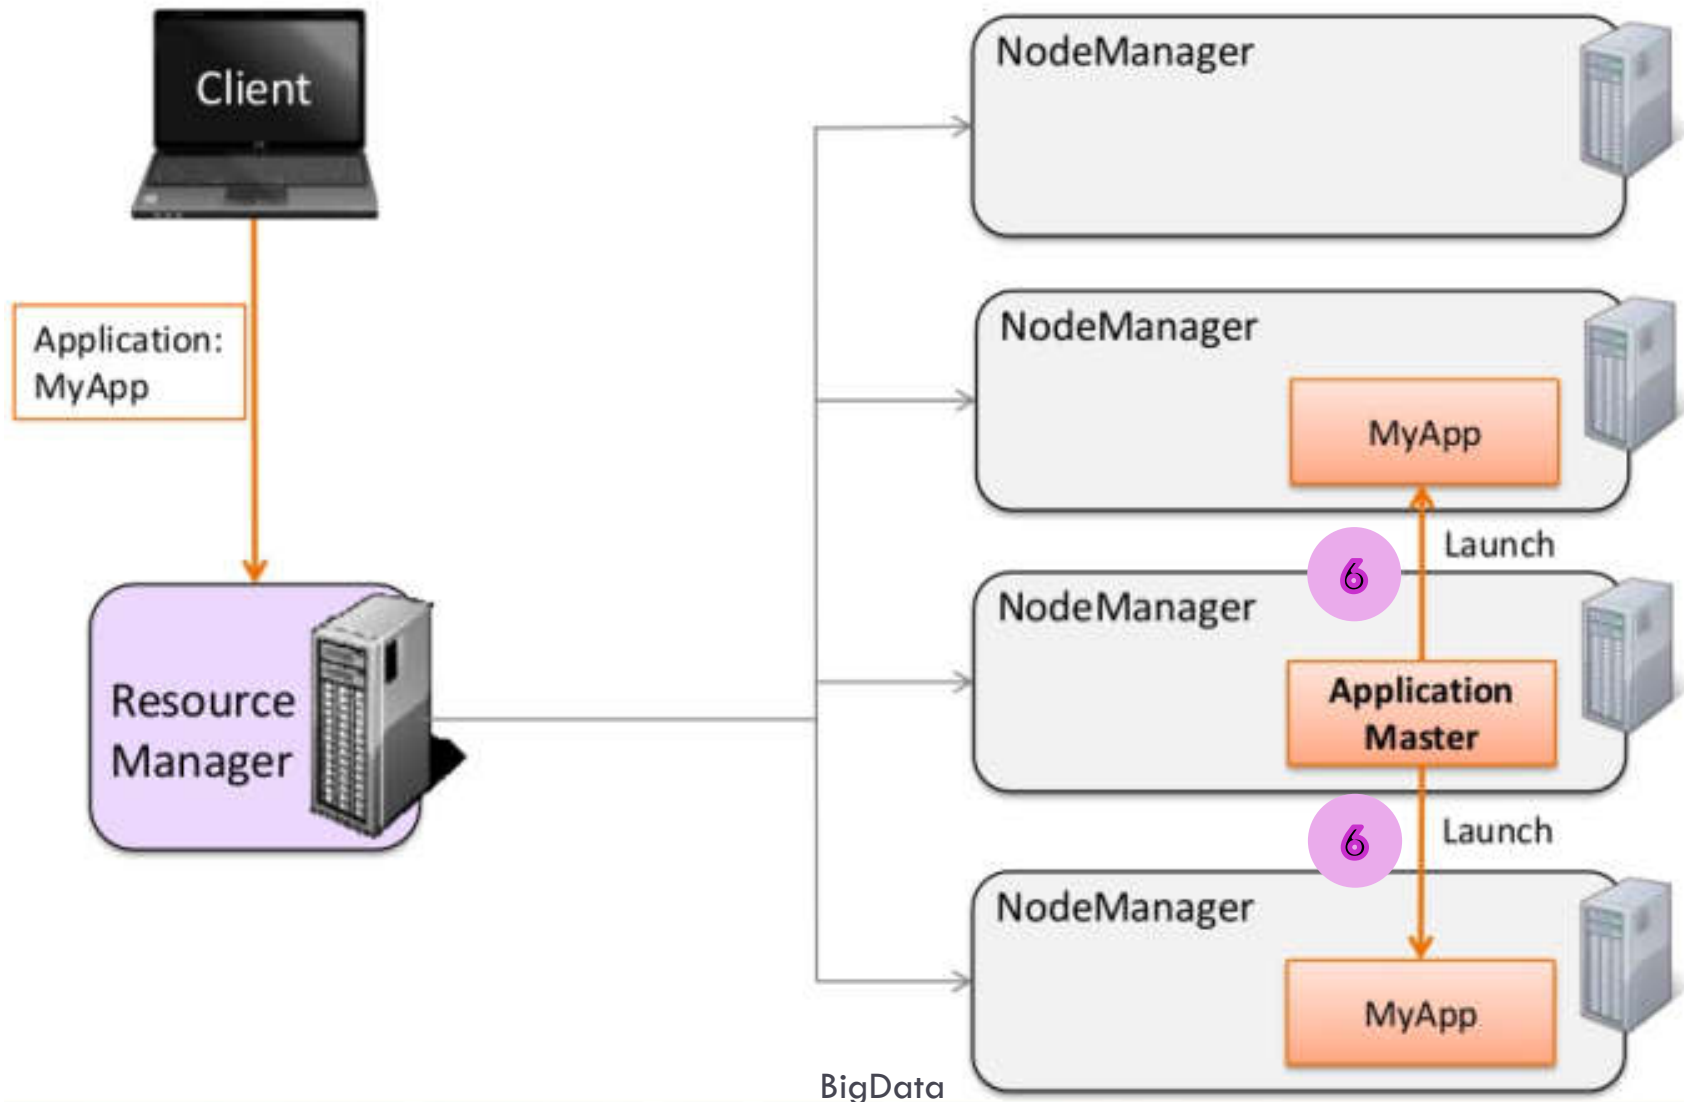 Client
Application:
MyApp
Resource
Manager
NodeManager
NodeManager
MyApp
6
Launch
NodeManager
Application
Master
6
Launch
NodeManager
MyApp
BigData